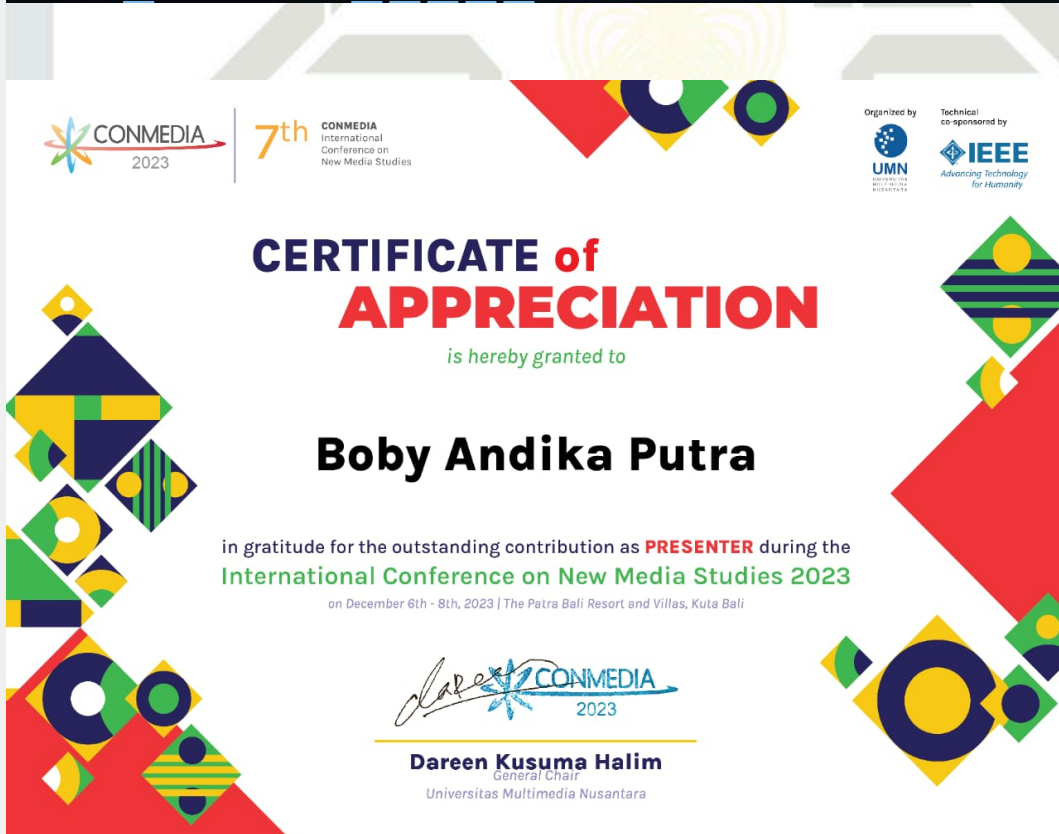 CONMEDIA
2023
7th
CONMEDIA
International
Conference on
New Media Studies
Organized by
UMN
UNIVERSITAS
MULTIMEDIA
NUSANTARA
Technical
co-sponsored by
IEEE
Advancing Technology
for Humanity
CERTIFICATE of
APPRECIATION
is hereby granted to
Boby Andika Putra
in gratitude for the outstanding contribution as PRESENTER during the
International Conference on New Media Studies 2023
on December 6th - 8th, 2023 | The Patra Bali Resort and Villas, Kuta Bali
CONMEDIA
2023
Dareen Kusuma Halim
General Chair
Universitas Multimedia Nusantara